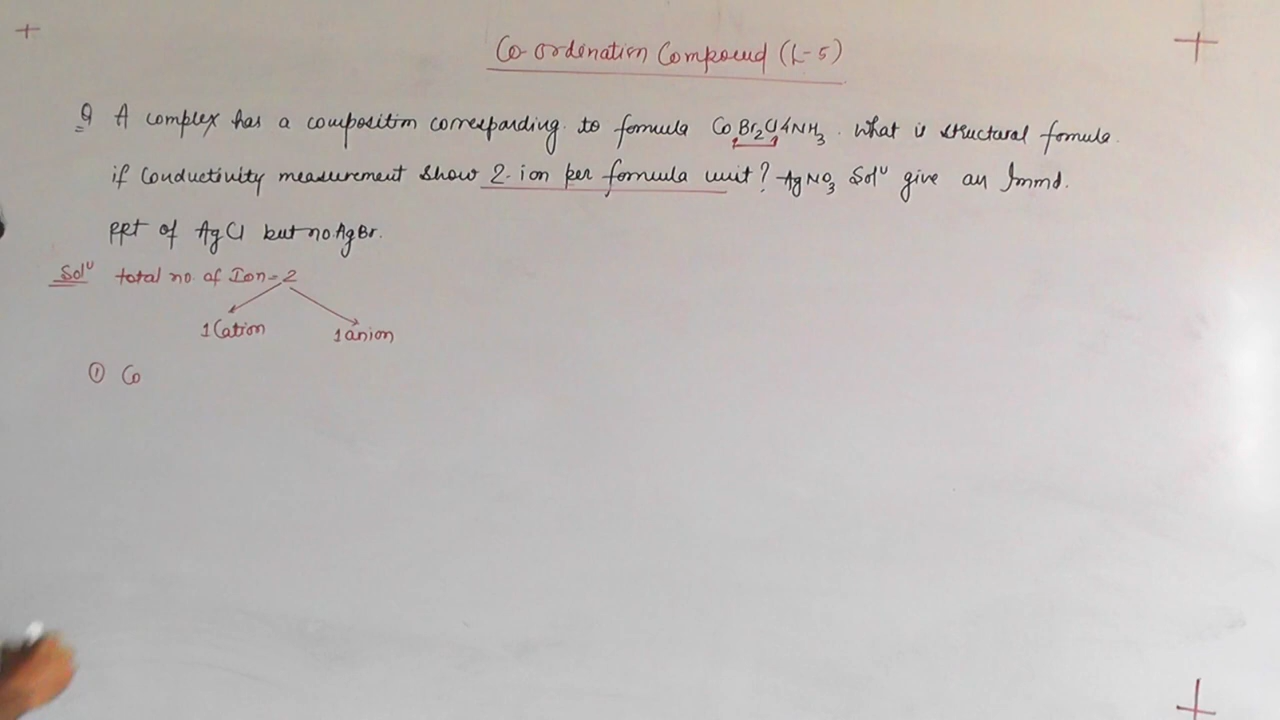 Co-ordination Compound (L-5)
Q A complex has a composition corresponding to formula CoBr₂Cl4NH₃. What is structural formula
if conductivity measurement show 2-ion per formula unit? AgNO₃ Solⁿ give an Immd.
ppt of AgCl but no AgBr.
Solⁿ total no. of Ion = 2
1 Cation 1 anion
① Co